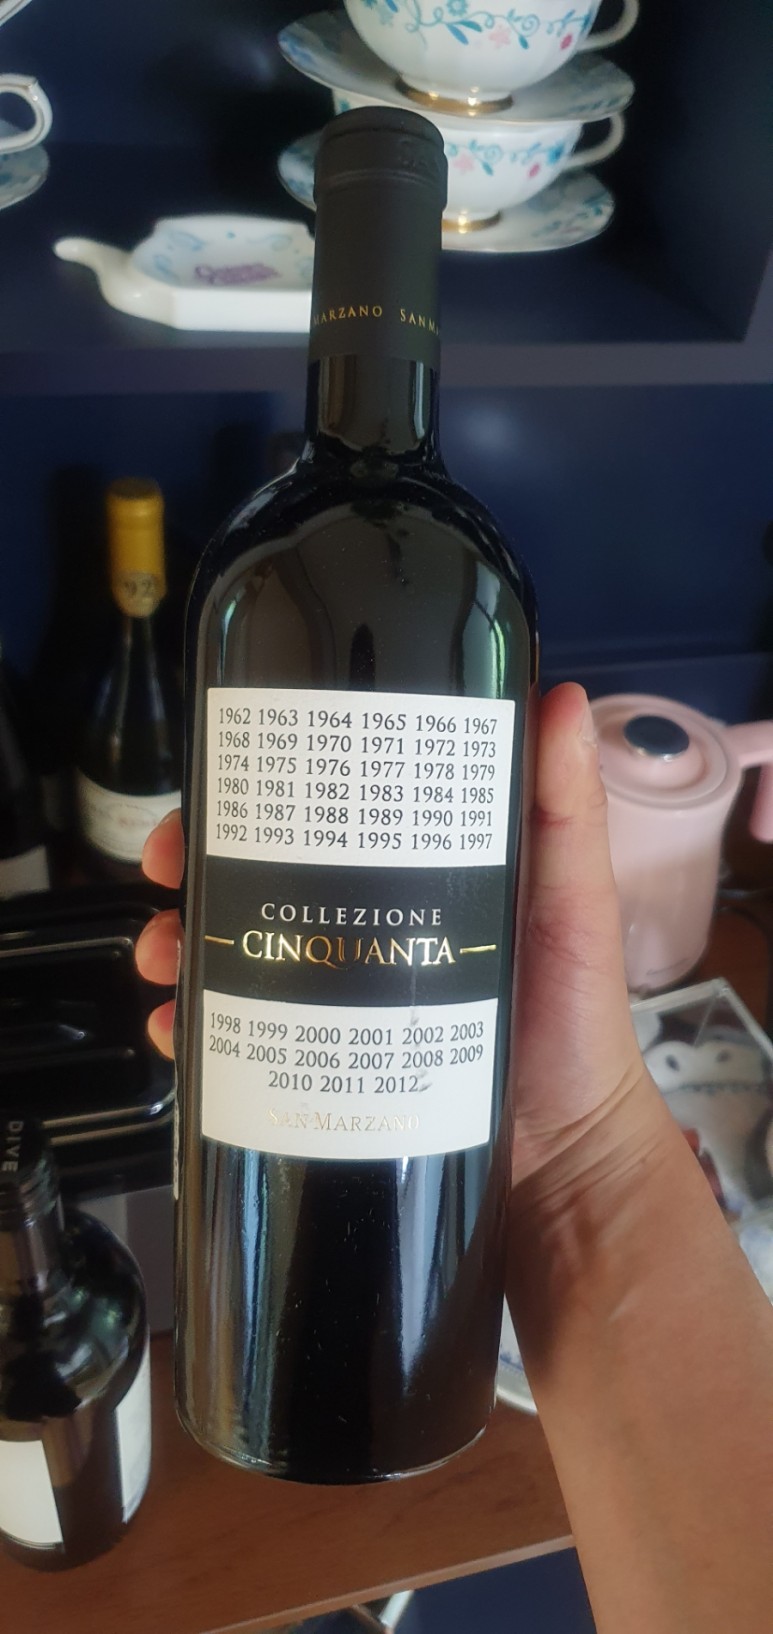 MARZANO SAN M
92
1962 1963 1964 1965 1966 1967
1968 1969 1970 1971 1972 1973
1974 1975 1976 1977 1978 1979
1980 1981 1982 1983 1984 1985
1986 1987 1988 1989 1990 1991
1992 1993 1994 1995 1996 1997
COLLEZIONE
CINQUANTA
1998 1999 2000 2001 2002 2003
2004 2005 2006 2007 2008 2009
2010 2011 2012
SAN MARZANO
DIVE